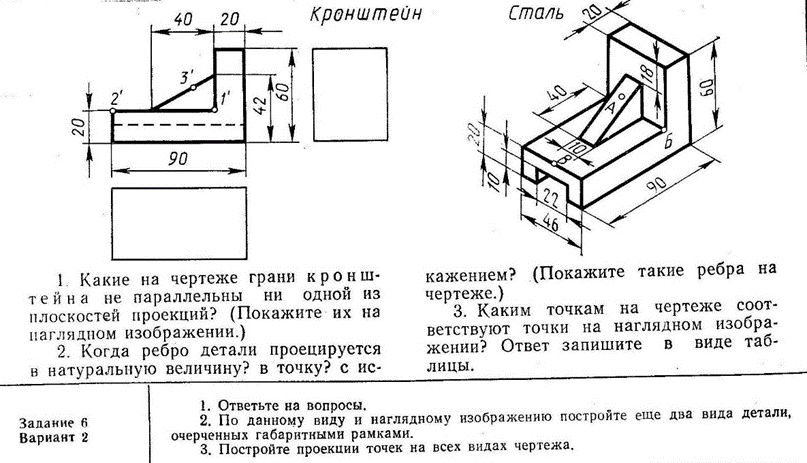 Кронштейн
Сталь
40
20
3'
2'
1'
20
42
60
90
20
40
18
60
А
Б
В'
10
20
10
22
46
90
1. Какие на чертеже грани кронш-
тейна не параллельны ни одной из
плоскостей проекций? (Покажите их на
наглядном изображении.)
2. Когда ребро детали проецируется
в натуральную величину? в точку? с ис-
кажением? (Покажите такие ребра на
чертеже.)
3. Каким точкам на чертеже соот-
ветствуют точки на наглядном изобра-
жении? Ответ запишите в виде таб-
лицы.
Задание 6
Вариант 2
1. Ответьте на вопросы.
2. По данному виду и наглядному изображению постройте еще два вида детали,
очерченных габаритными рамками.
3. Постройте проекции точек на всех видах чертежа.